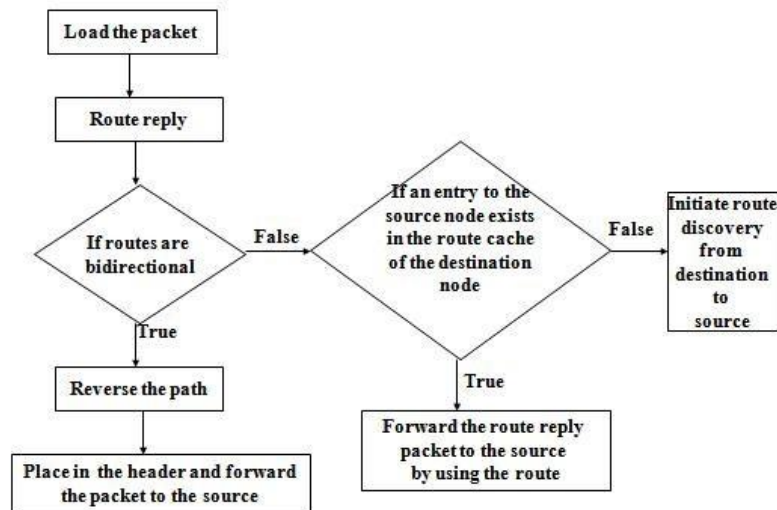 Load the packet
Route reply
If routes are
bidirectional
False
True
Reverse the path
Place in the header and forward
the packet to the source
If an entry to the
source node exists
in the route cache
of the destination
node
False
True
Forward the route reply
packet to the source
by using the route
Initiate route
discovery
from
destination
to
source